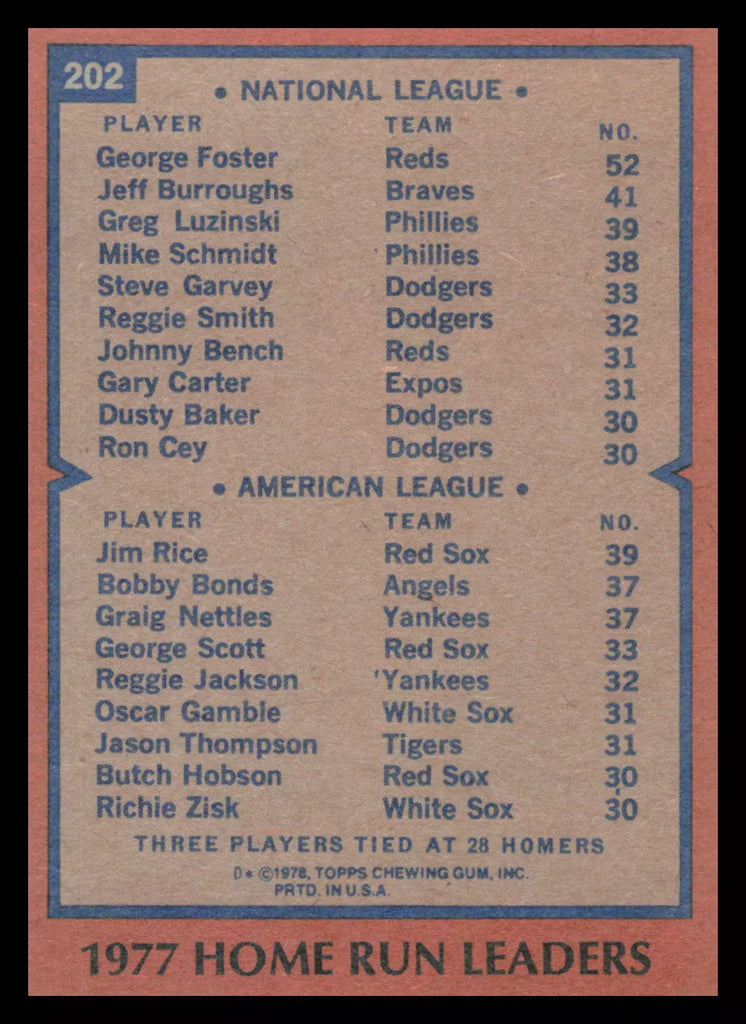 202
• NATIONAL LEAGUE •
PLAYER TEAM NO.
George Foster Reds 52
Jeff Burroughs Braves 41
Greg Luzinski Phillies 39
Mike Schmidt Phillies 38
Steve Garvey Dodgers 33
Reggie Smith Dodgers 32
Johnny Bench Reds 31
Gary Carter Expos 31
Dusty Baker Dodgers 30
Ron Cey Dodgers 30
• AMERICAN LEAGUE •
PLAYER TEAM NO.
Jim Rice Red Sox 39
Bobby Bonds Angels 37
Graig Nettles Yankees 37
George Scott Red Sox 33
Reggie Jackson 'Yankees 32
Oscar Gamble White Sox 31
Jason Thompson Tigers 31
Butch Hobson Red Sox 30
Richie Zisk White Sox 30
THREE PLAYERS TIED AT 28 HOMERS
D* ©1978, TOPPS CHEWING GUM, INC.
PRTD. IN U.S.A.
1977 HOME RUN LEADERS